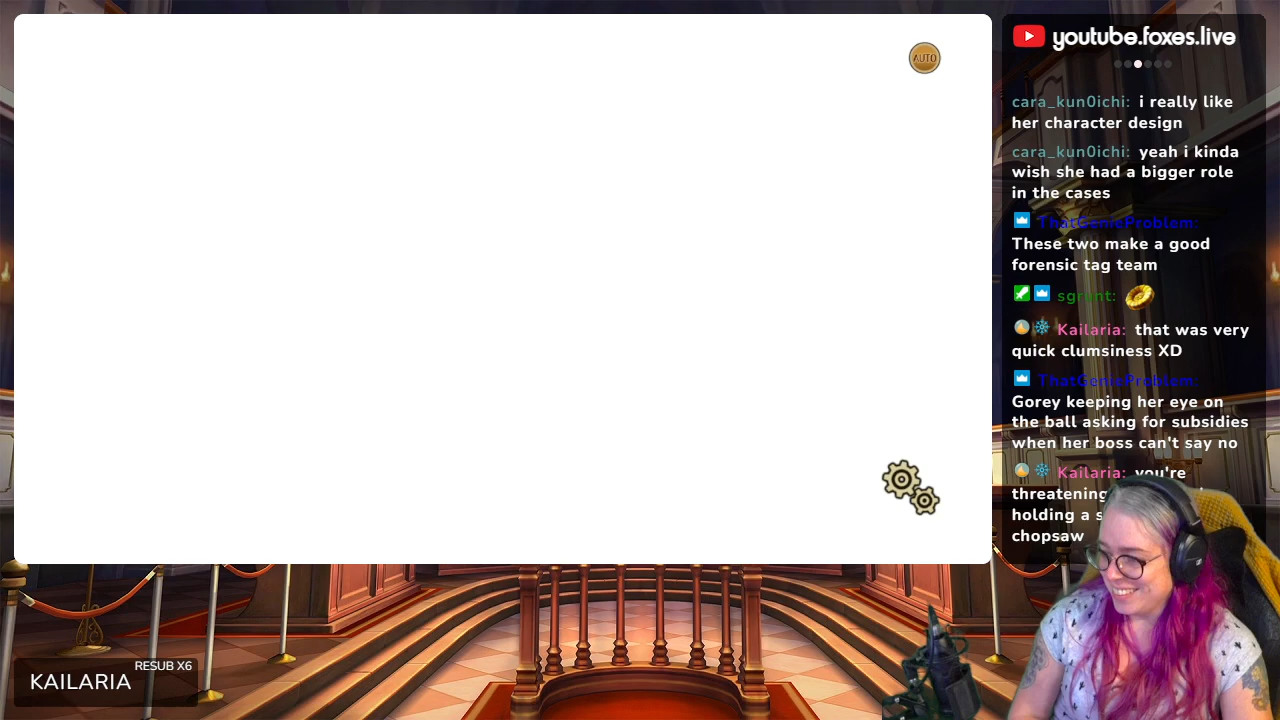 AUTO
youtube.foxes.live
cara_kun0ichi: i really like
her character design
cara_kun0ichi: yeah i kinda
wish she had a bigger role
in the cases
ThatGenieProblem:
These two make a good
forensic tag team
sgrunt:
Kailaria: that was very
quick clumsiness XD
ThatGenieProblem:
Gorey keeping her eye on
the ball asking for subsidies
when her boss can't say no
Kailaria: you're
threatening
holding a s
chopsaw
RESUB X6
KAILARIA